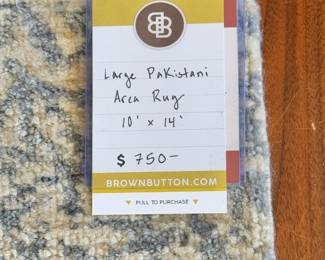 BB
Large Pakistani
Area Rug
10' x 14'
$ 750-
BROWNBUTTON.COM
▼ PULL TO PURCHASE ▼